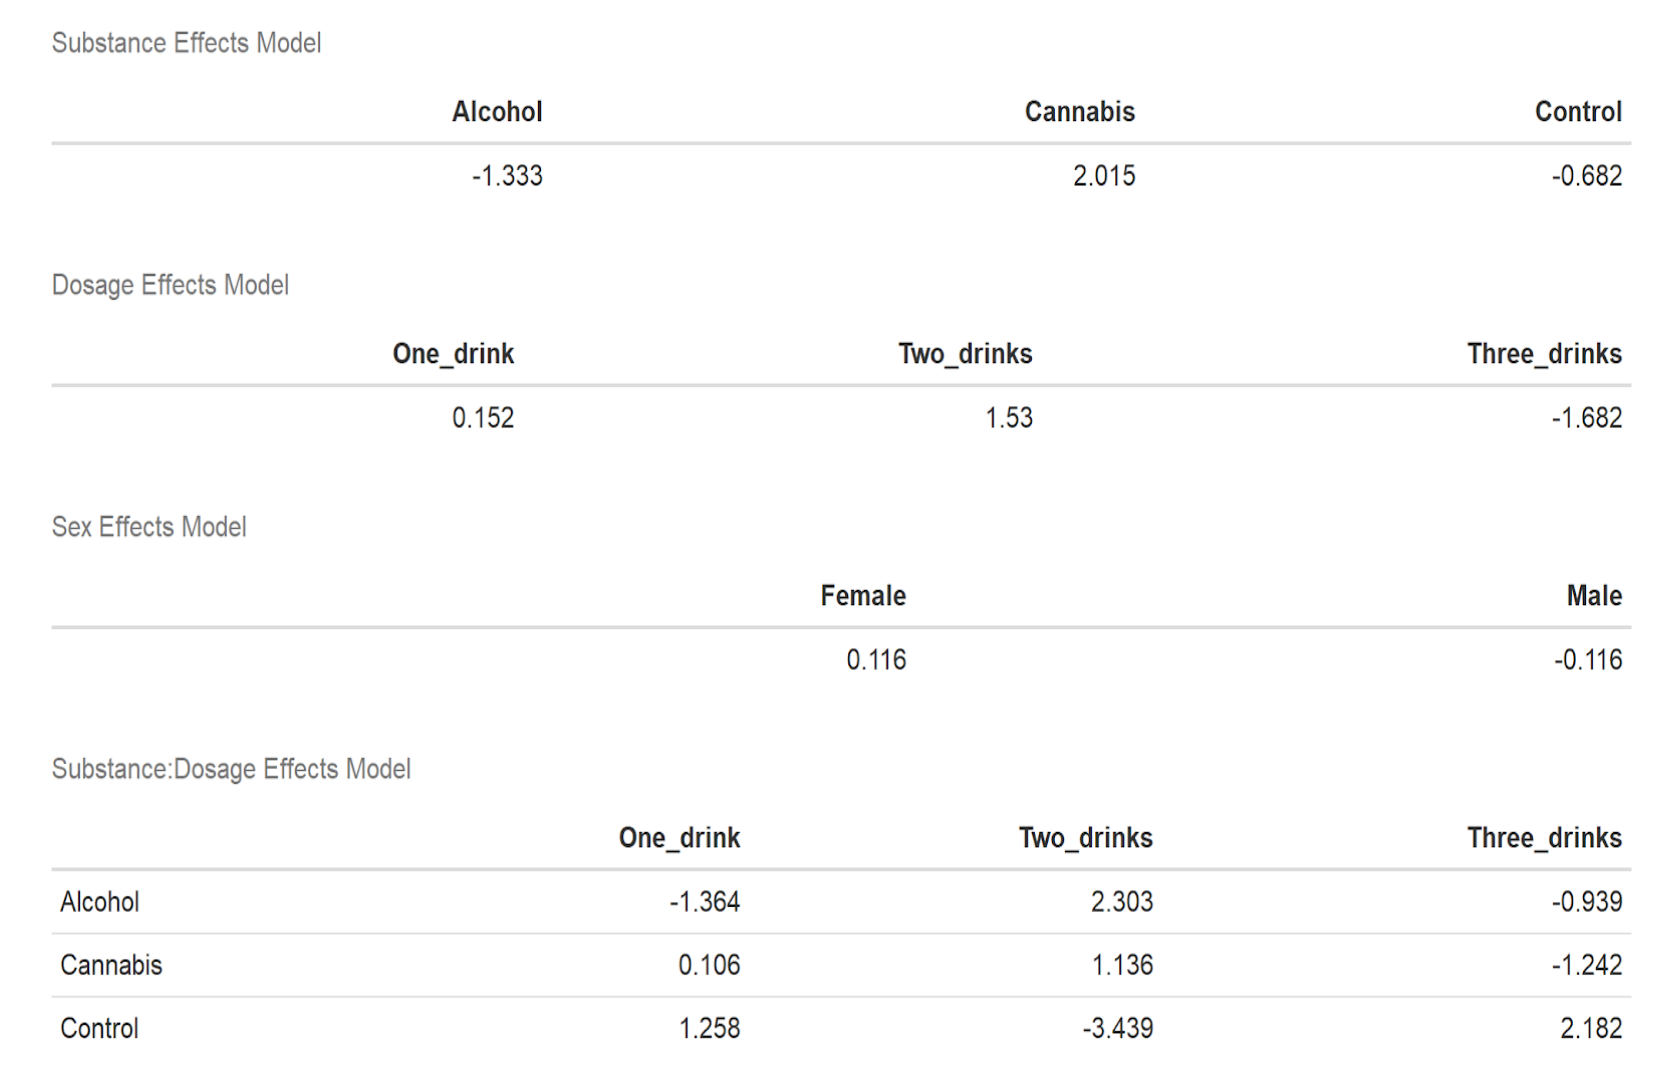 Substance Effects Model
Alcohol Cannabis Control
-1.333 2.015 -0.682
Dosage Effects Model
One_drink Two_drinks Three_drinks
0.152 1.53 -1.682
Sex Effects Model
Female Male
0.116 -0.116
Substance:Dosage Effects Model
One_drink Two_drinks Three_drinks
Alcohol -1.364 2.303 -0.939
Cannabis 0.106 1.136 -1.242
Control 1.258 -3.439 2.182